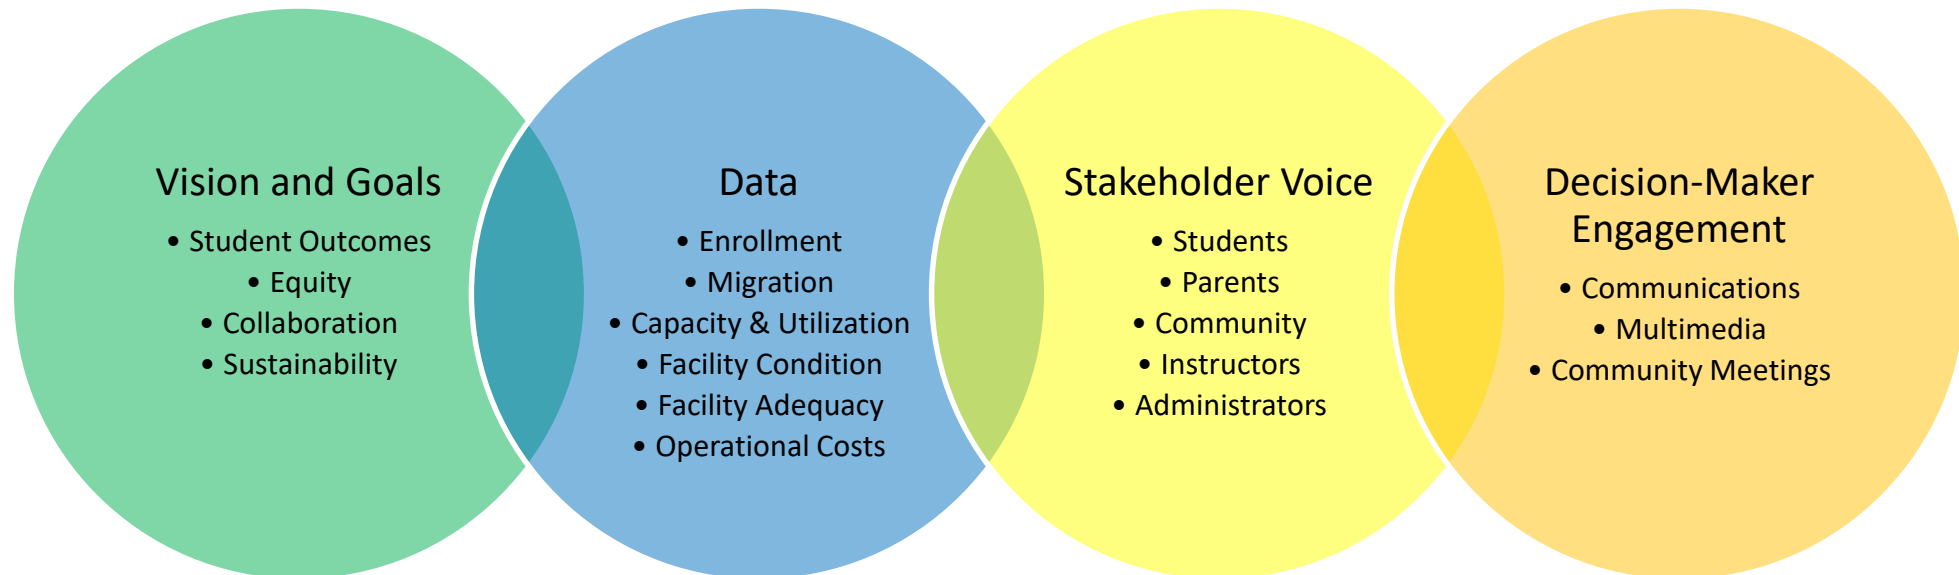 Vision and Goals
• Student Outcomes
• Equity
• Collaboration
• Sustainability
Data
• Enrollment
• Migration
• Capacity & Utilization
• Facility Condition
• Facility Adequacy
• Operational Costs
Stakeholder Voice
• Students
• Parents
• Community
• Instructors
• Administrators
Decision-Maker
Engagement
• Communications
• Multimedia
• Community Meetings